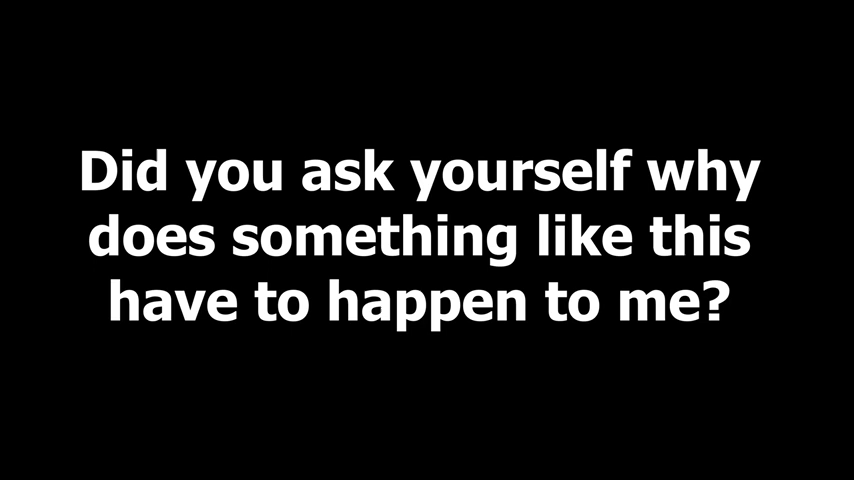 Did you ask yourself why
does something like this
have to happen to me?